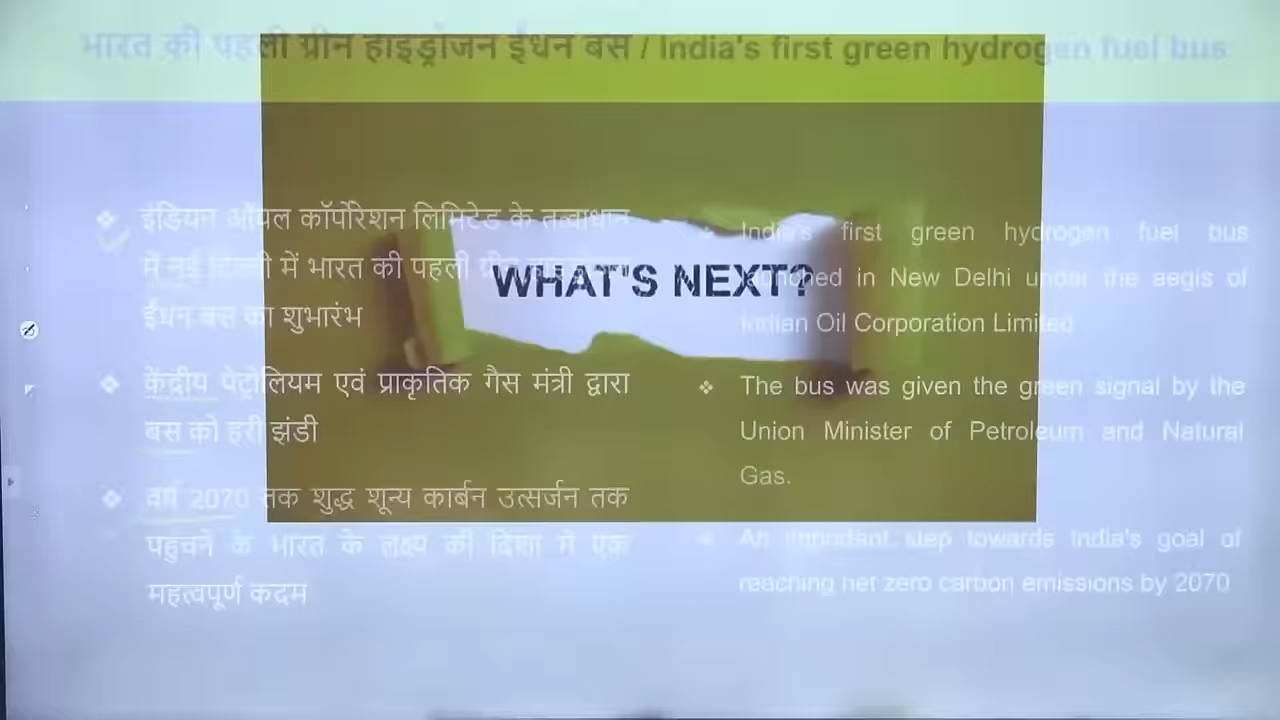 भारत की पहली ग्रीन हाइड्रोजन ईंधन बस / India's first green hydrogen fuel bus
इंडियन ऑयल कॉर्पोरेशन लिमिटेड के तत्वाधान
में नई दिल्ली में भारत की पहली ग्रीन
ईंधन बस का शुभारंभ
केंद्रीय पेट्रोलियम एवं प्राकृतिक गैस मंत्री द्वारा
बस को हरी झंडी
वर्ष 2070 तक शुद्ध शून्य कार्बन उत्सर्जन तक
पहुचने के भारत के लक्ष्य की दिशा में एक
महत्वपूर्ण कदम
WHAT'S NEXT?
India's first green hydrogen fuel bus
launched in New Delhi under the aegis of
Indian Oil Corporation Limited
The bus was given the green signal by the
Union Minister of Petroleum and Natural
Gas.
An important step towards India's goal of
reaching net zero carbon emissions by 2070